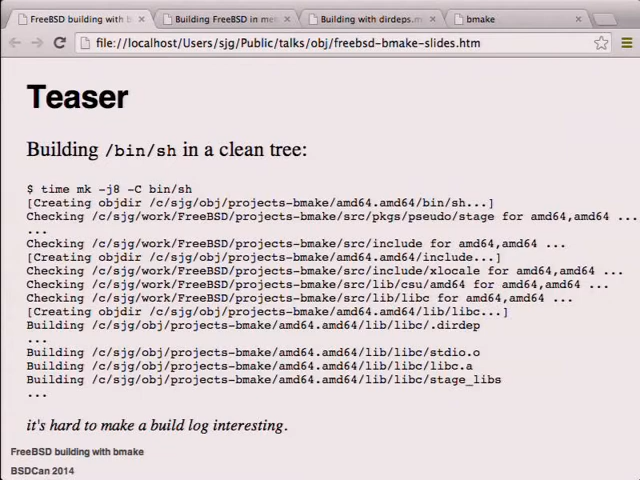 FreeBSD building with b
Building FreeBSD in met
Building with dirdeps.m
bmake
file://localhost/Users/sjg/Public/talks/obj/freebsd-bmake-slides.htm
Teaser
Building /bin/sh in a clean tree:
$ time mk -j8 -C bin/sh
[Creating objdir /c/sjg/obj/projects-bmake/amd64.amd64/bin/sh...]
Checking /c/sjg/work/FreeBSD/projects-bmake/src/pkgs/pseudo/stage for amd64,amd64 ...
...
Checking /c/sjg/work/FreeBSD/projects-bmake/src/include for amd64,amd64 ...
[Creating objdir /c/sjg/obj/projects-bmake/amd64.amd64/include...]
Checking /c/sjg/work/FreeBSD/projects-bmake/src/include/xlocale for amd64,amd64 ...
Checking /c/sjg/work/FreeBSD/projects-bmake/src/lib/csu/amd64 for amd64,amd64 ...
Checking /c/sjg/work/FreeBSD/projects-bmake/src/lib/libc for amd64,amd64 ...
[Creating objdir /c/sjg/obj/projects-bmake/amd64.amd64/lib/libc...]
Building /c/sjg/obj/projects-bmake/amd64.amd64/lib/libc/.dirdep
...
Building /c/sjg/obj/projects-bmake/amd64.amd64/lib/libc/stdio.o
Building /c/sjg/obj/projects-bmake/amd64.amd64/lib/libc/libc.a
Building /c/sjg/obj/projects-bmake/amd64.amd64/lib/libc/stage_libs
...
it's hard to make a build log interesting.
FreeBSD building with bmake
BSDCan 2014